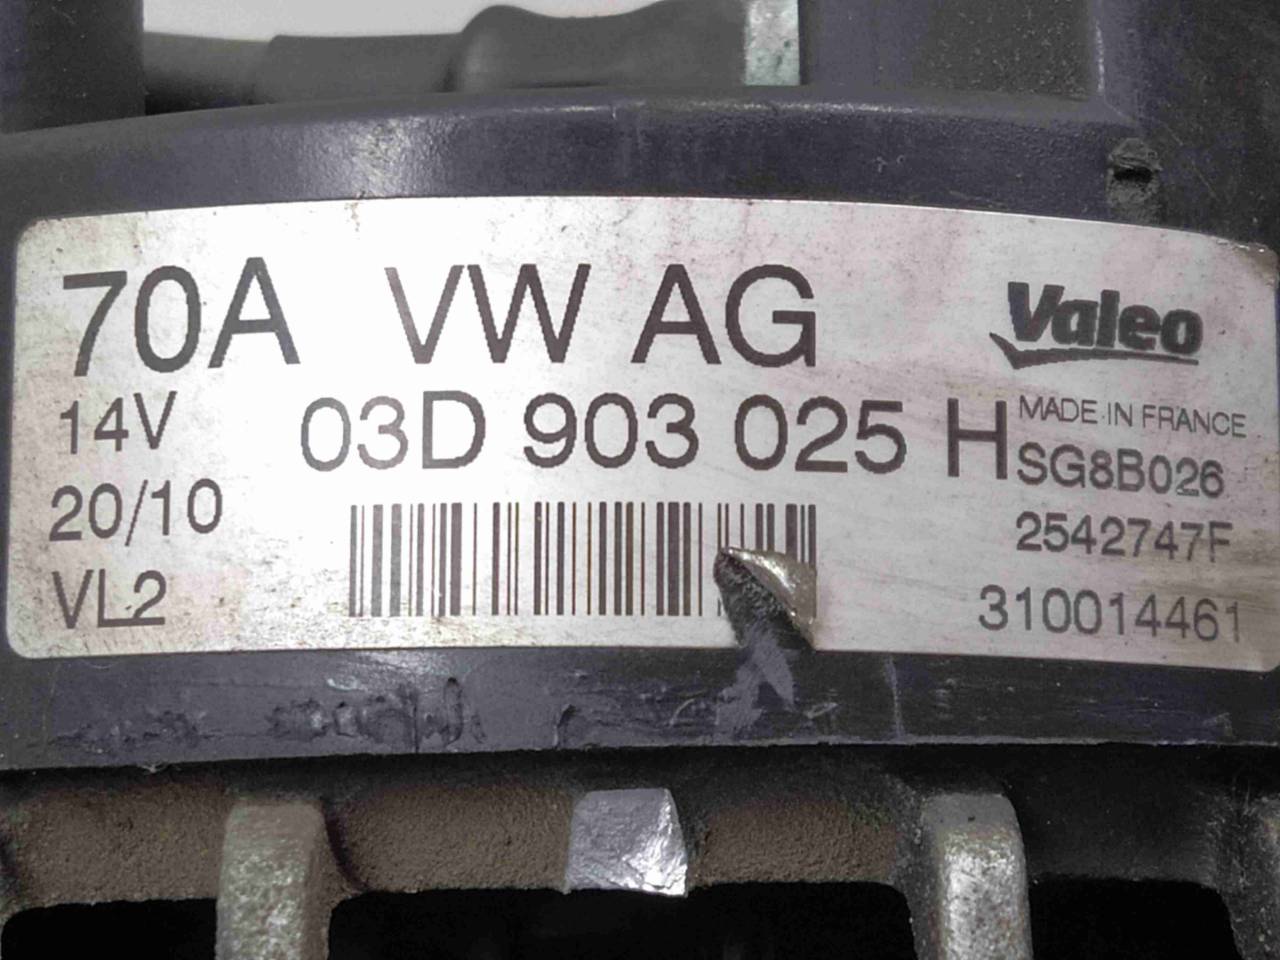 70A VW AG Valeo
14V 03D 903 025 H MADE IN FRANCE
SG8B026
20/10 2542747F
VL2 310014461